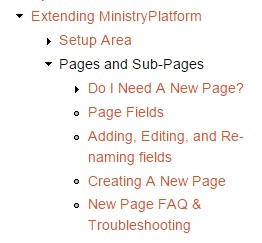 Extending MinistryPlatform
Setup Area
Pages and Sub-Pages
Do I Need A New Page?
Page Fields
Adding, Editing, and Re-
naming fields
Creating A New Page
New Page FAQ &
Troubleshooting